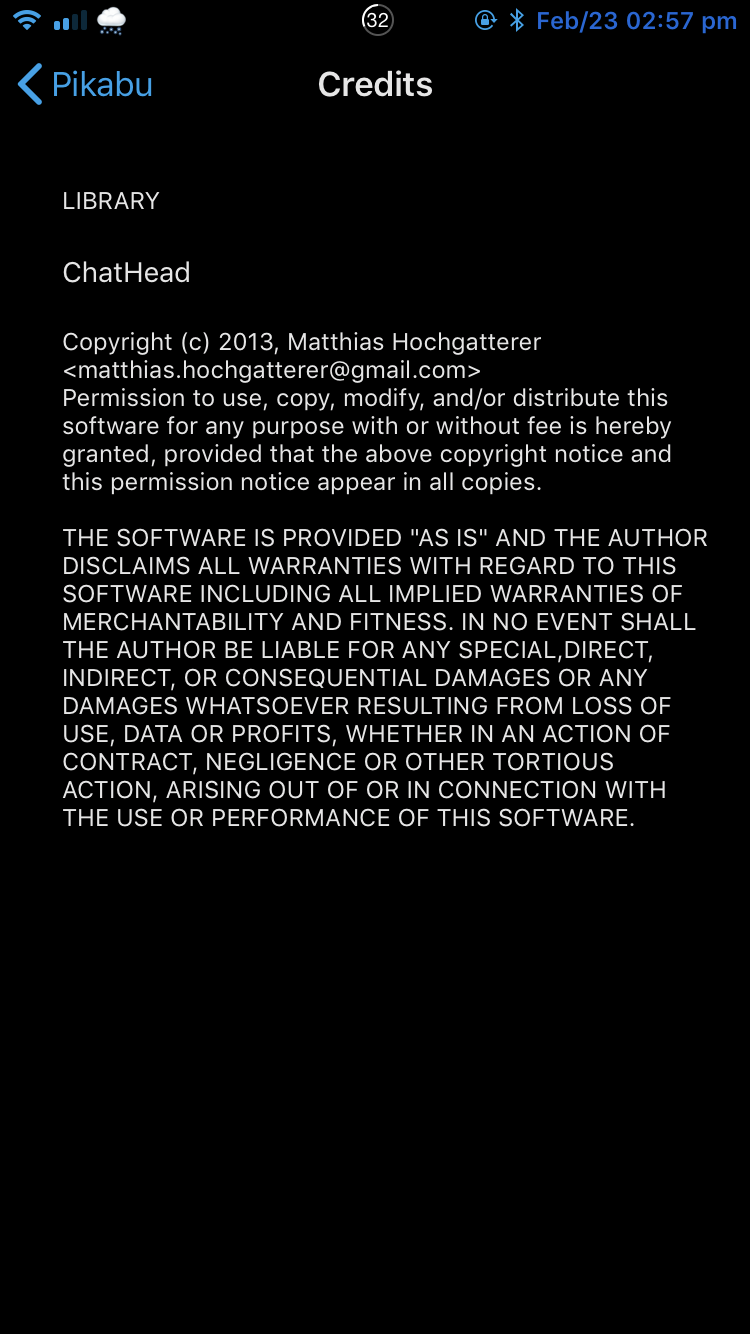 32
Feb/23 02:57 pm
Pikabu
Credits
LIBRARY
ChatHead
Copyright (c) 2013, Matthias Hochgatterer
<matthias.hochgatterer@gmail.com>
Permission to use, copy, modify, and/or distribute this
software for any purpose with or without fee is hereby
granted, provided that the above copyright notice and
this permission notice appear in all copies.
THE SOFTWARE IS PROVIDED "AS IS" AND THE AUTHOR
DISCLAIMS ALL WARRANTIES WITH REGARD TO THIS
SOFTWARE INCLUDING ALL IMPLIED WARRANTIES OF
MERCHANTABILITY AND FITNESS. IN NO EVENT SHALL
THE AUTHOR BE LIABLE FOR ANY SPECIAL,DIRECT,
INDIRECT, OR CONSEQUENTIAL DAMAGES OR ANY
DAMAGES WHATSOEVER RESULTING FROM LOSS OF
USE, DATA OR PROFITS, WHETHER IN AN ACTION OF
CONTRACT, NEGLIGENCE OR OTHER TORTIOUS
ACTION, ARISING OUT OF OR IN CONNECTION WITH
THE USE OR PERFORMANCE OF THIS SOFTWARE.